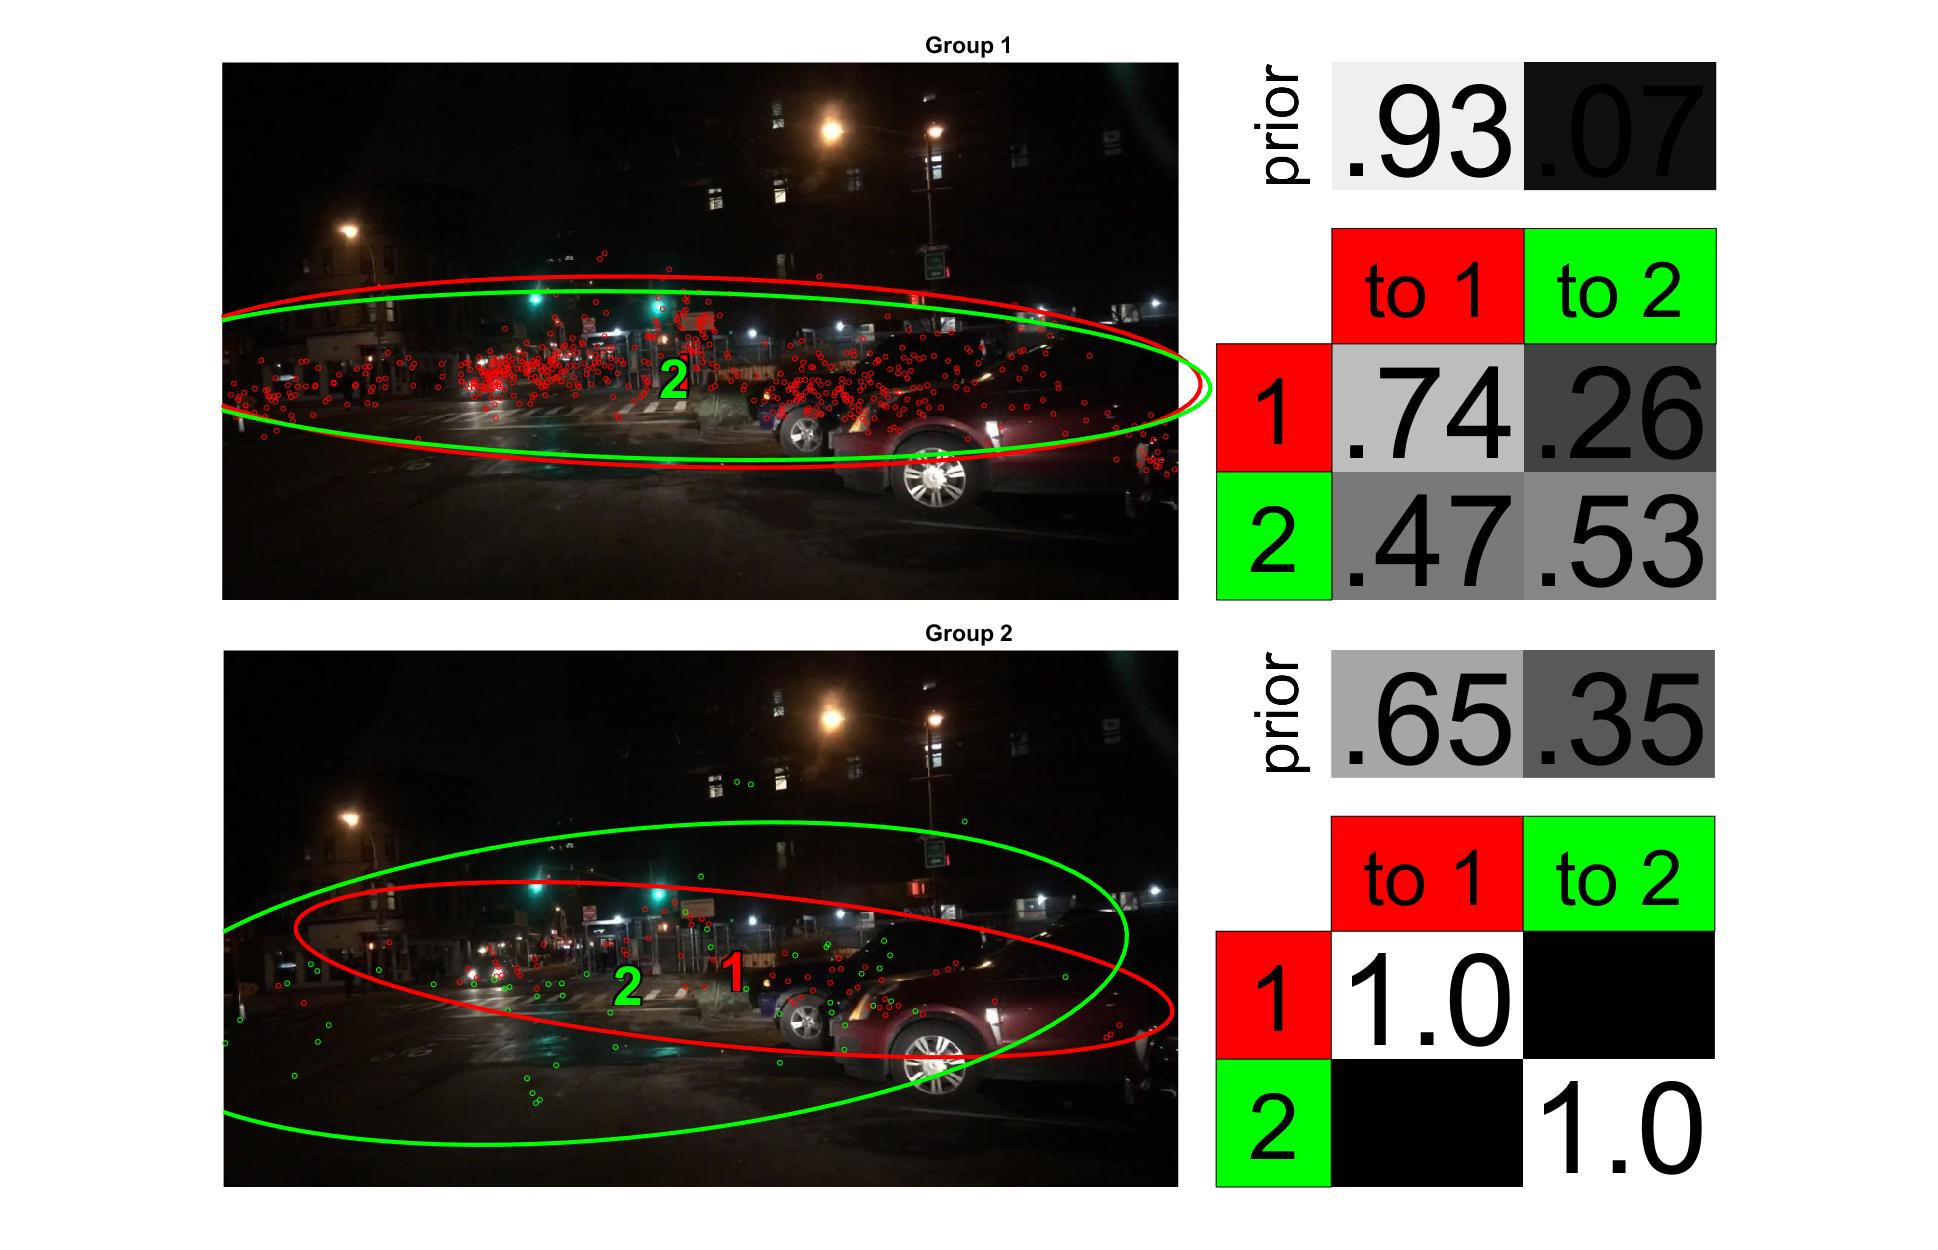 Group 1
prior
.93 .07
to 1 to 2
1 .74 .26
2 .47 .53
2
Group 2
prior
.65 .35
to 1 to 2
1 1.0
2 1.0
2 1